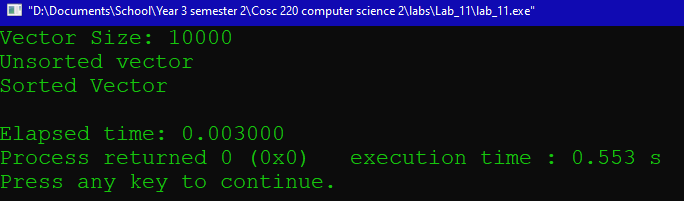 "D:\Documents\School\Year 3 semester 2\Cosc 220 computer science 2\labs\Lab_11\lab_11.exe"
Vector Size: 10000
Unsorted vector
Sorted Vector
Elapsed time: 0.003000
Process returned 0 (0x0)   execution time : 0.553 s
Press any key to continue.